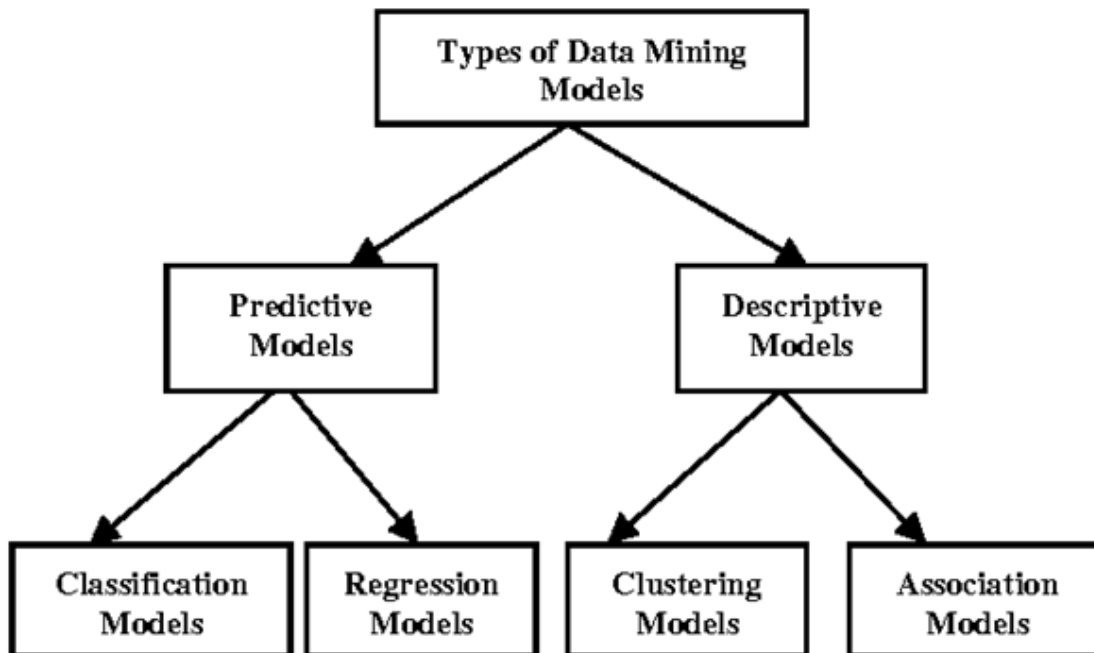 Types of Data Mining
Models
Predictive
Models
Descriptive
Models
Classification
Models
Regression
Models
Clustering
Models
Association
Models